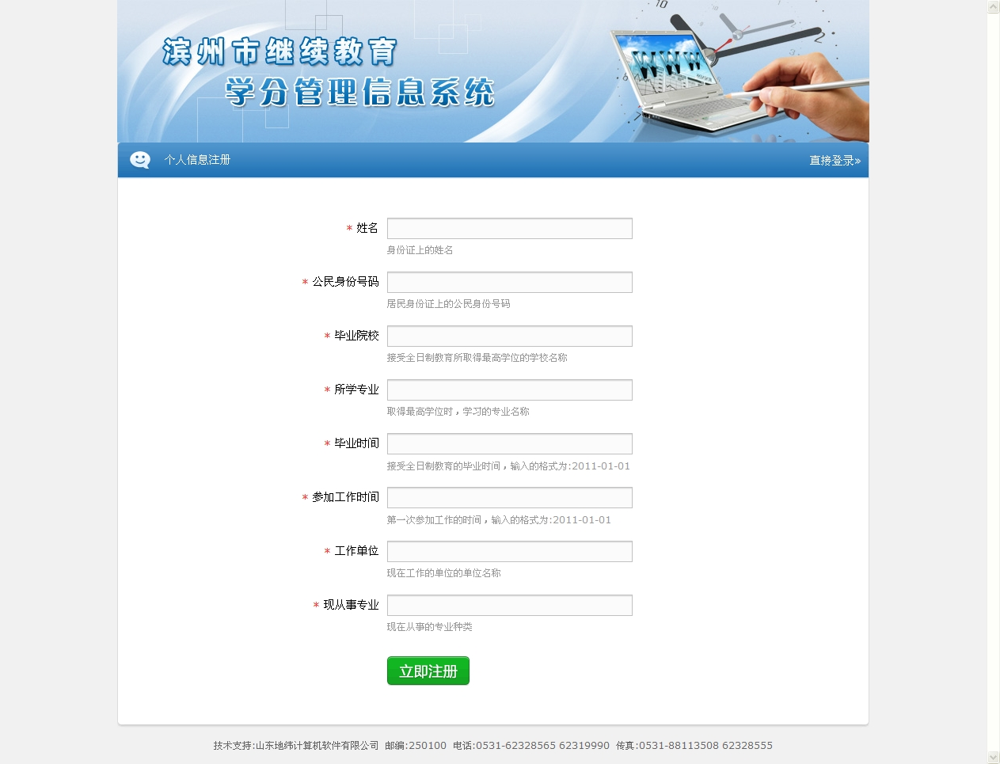 滨州市继续教育
学分管理信息系统
10
2
WWW
6
个人信息注册
直接登录»
* 姓名
身份证上的姓名
* 公民身份号码
居民身份证上的公民身份号码
* 毕业院校
接受全日制教育所取得最高学位的学校名称
* 所学专业
取得最高学位时，学习的专业名称
* 毕业时间
接受全日制教育的毕业时间，输入的格式为:2011-01-01
* 参加工作时间
第一次参加工作的时间，输入的格式为:2011-01-01
* 工作单位
现在工作的单位的单位名称
* 现从事专业
现在从事的专业种类
立即注册
技术支持:山东地纬计算机软件有限公司 邮编:250100 电话:0531-62328565 62319990 传真:0531-88113508 62328555